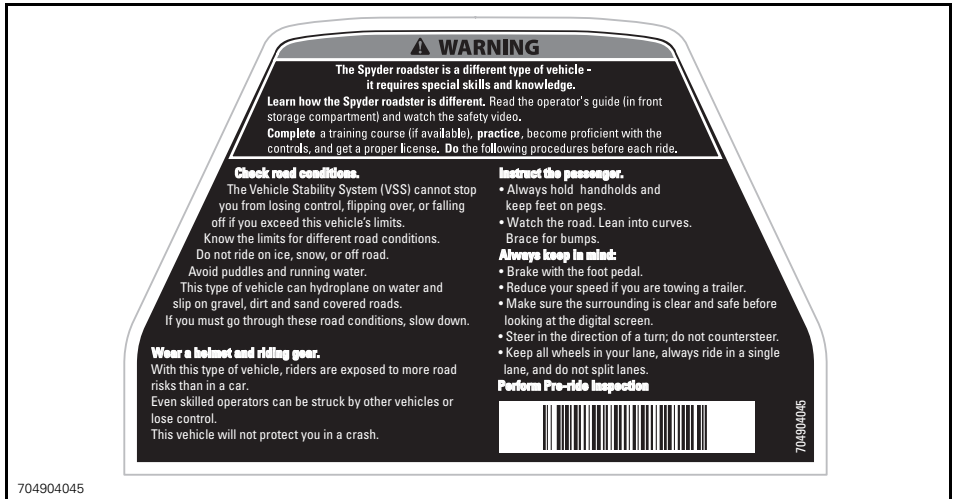 WARNING
The Spyder roadster is a different type of vehicle -
it requires special skills and knowledge.
Learn how the Spyder roadster is different. Read the operator's guide (in front
storage compartment) and watch the safety video.
Complete a training course (if available), practice, become proficient with the
controls, and get a proper license. Do the following procedures before each ride.
Check road conditions.
The Vehicle Stability System (VSS) cannot stop
you from losing control, flipping over, or falling
off if you exceed this vehicle's limits.
Know the limits for different road conditions.
Do not ride on ice, snow, or off road.
Avoid puddles and running water.
This type of vehicle can hydroplane on water and
slip on gravel, dirt and sand covered roads.
If you must go through these road conditions, slow down.
Wear a helmet and riding gear.
With this type of vehicle, riders are exposed to more road
risks than in a car.
Even skilled operators can be struck by other vehicles or
lose control.
This vehicle will not protect you in a crash.
Instruct the passenger.
• Always hold handholds and
keep feet on pegs.
• Watch the road. Lean into curves.
Brace for bumps.
Always keep in mind:
• Brake with the foot pedal.
• Reduce your speed if you are towing a trailer.
• Make sure the surrounding is clear and safe before
looking at the digital screen.
• Steer in the direction of a turn; do not countersteer.
• Keep all wheels in your lane, always ride in a single
lane, and do not split lanes.
Perform Pre-ride Inspection
704904045
704904045